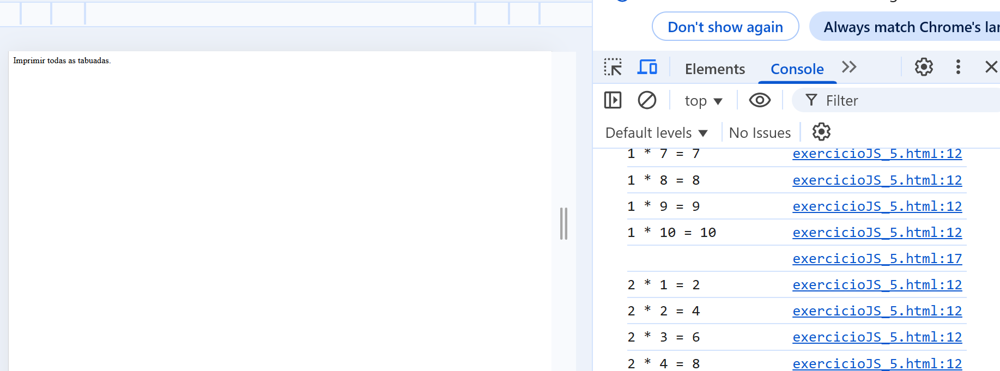 Don't show again
Always match Chrome's lan
Imprimir todas as tabuadas.
Elements
Console
top
Filter
Default levels
No Issues
1 * 7 = 7 exercicioJS_5.html:12
1 * 8 = 8 exercicioJS_5.html:12
1 * 9 = 9 exercicioJS_5.html:12
1 * 10 = 10 exercicioJS_5.html:12
exercicioJS_5.html:17
2 * 1 = 2 exercicioJS_5.html:12
2 * 2 = 4 exercicioJS_5.html:12
2 * 3 = 6 exercicioJS_5.html:12
2 * 4 = 8 exercicioJS_5.html:12